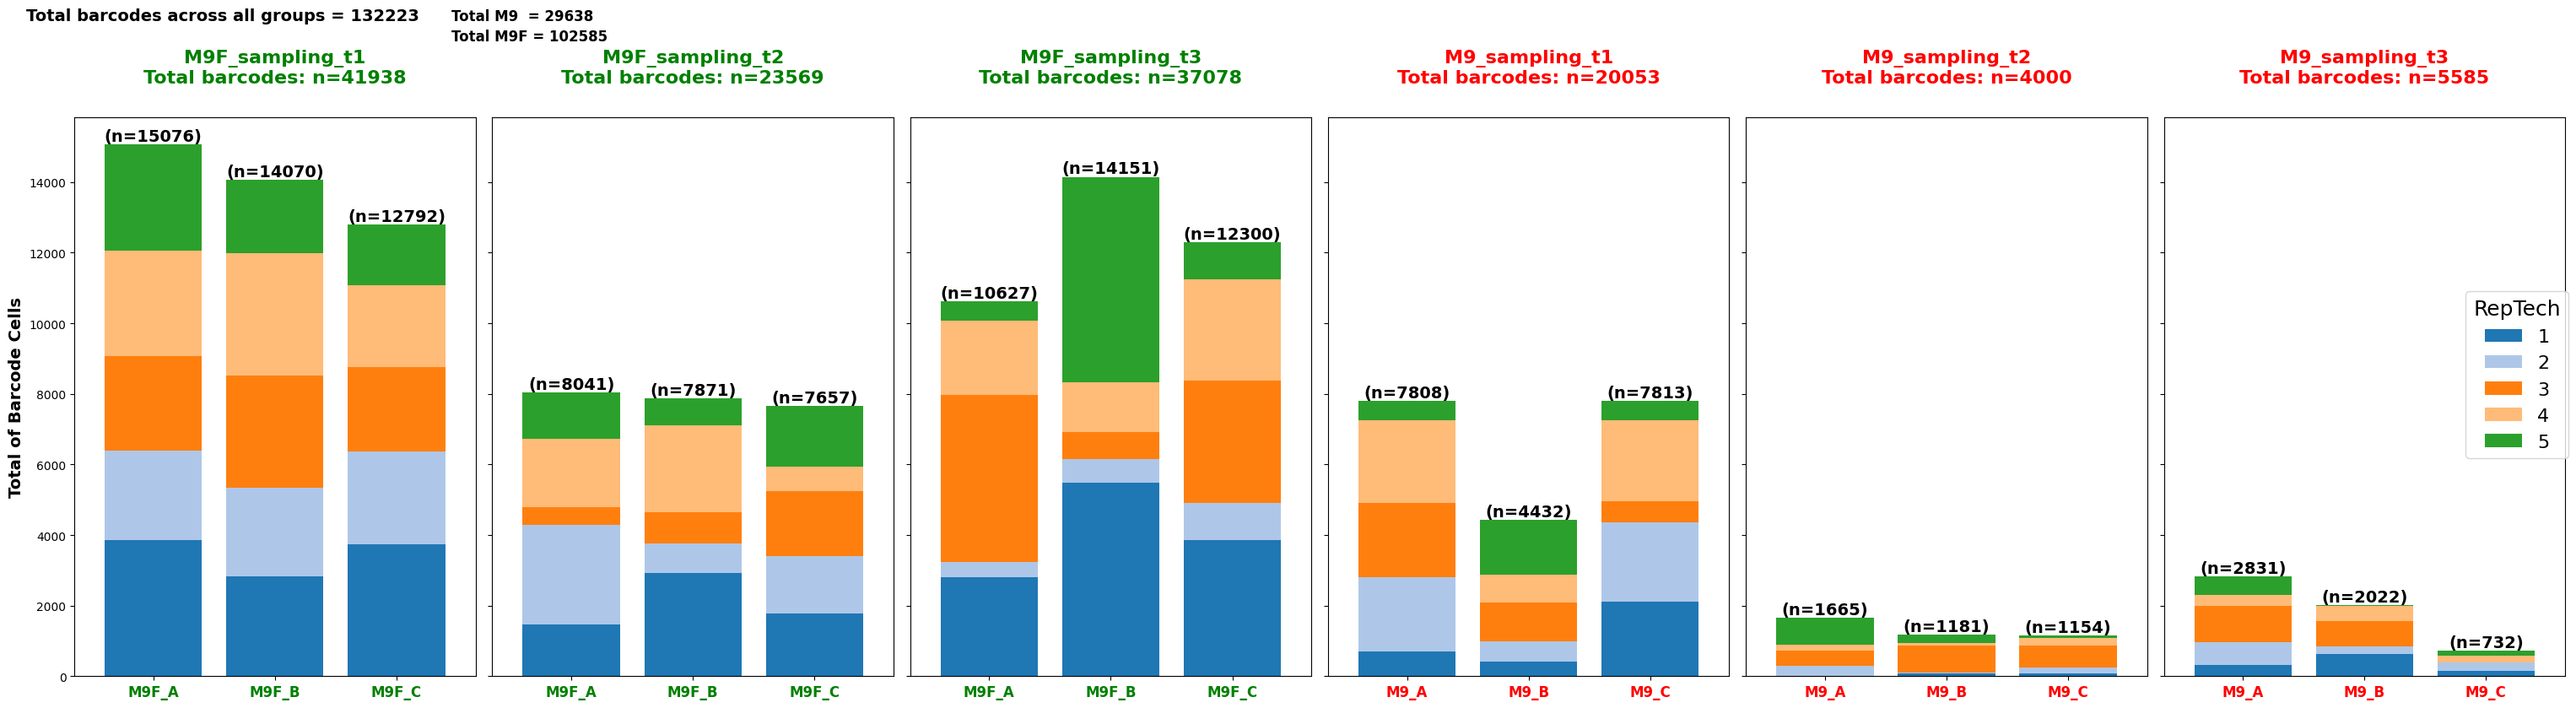 Total barcodes across all groups = 132223
Total M9  = 29638
Total M9F = 102585
M9F_sampling_t1
Total barcodes: n=41938
M9F_sampling_t2
Total barcodes: n=23569
M9F_sampling_t3
Total barcodes: n=37078
M9_sampling_t1
Total barcodes: n=20053
M9_sampling_t2
Total barcodes: n=4000
M9_sampling_t3
Total barcodes: n=5585
Total of Barcode Cells
14000
12000
10000
8000
6000
4000
2000
0
(n=15076)
(n=14070)
(n=12792)
M9F_A
M9F_B
M9F_C
(n=8041)
(n=7871)
(n=7657)
M9F_A
M9F_B
M9F_C
(n=10627)
(n=14151)
(n=12300)
M9F_A
M9F_B
M9F_C
(n=7808)
(n=4432)
(n=7813)
M9_A
M9_B
M9_C
(n=1665)
(n=1181)
(n=1154)
M9_A
M9_B
M9_C
(n=2831)
(n=2022)
(n=732)
M9_A
M9_B
M9_C
RepTech
1
2
3
4
5